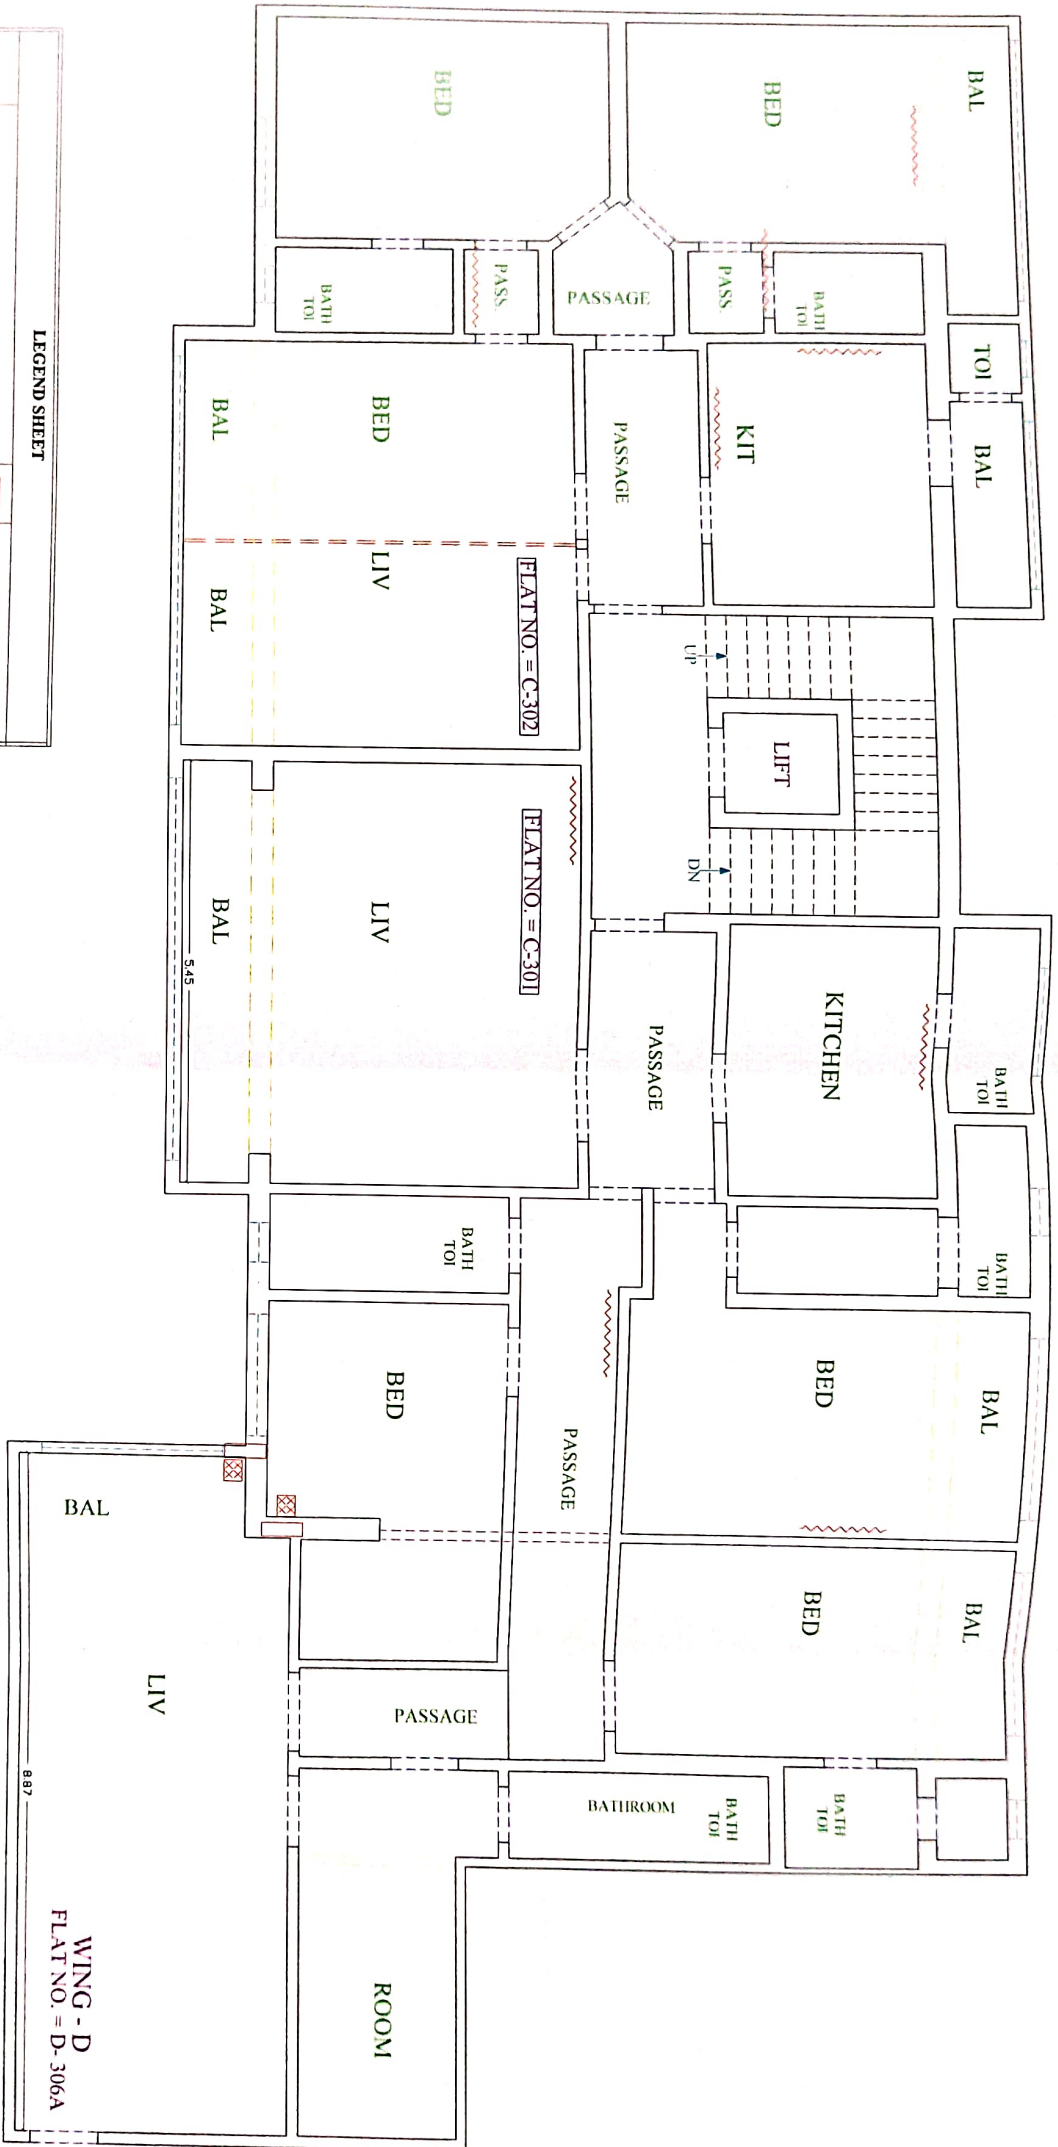 LEGEND SHEET
BAL
BED
BED
BATH
TOI
PASS.
PASSAGE
PASS.
BATH
TOI
TOI
BAL
KIT
PASSAGE
BED
BAL
LIV
BAL
FLAT NO. = C-302
UP
LIFT
DN
FLAT NO. = C-301
LIV
BAL
5.45
PASSAGE
KITCHEN
BATH
TOI
BATH
TOI
BATH
TOI
BED
PASSAGE
BED
BAL
BED
BAL
BAL
LIV
PASSAGE
BATHROOM
BATH
TOI
BATH
TOI
ROOM
8.87
WING - D
FLAT NO. = D- 306A